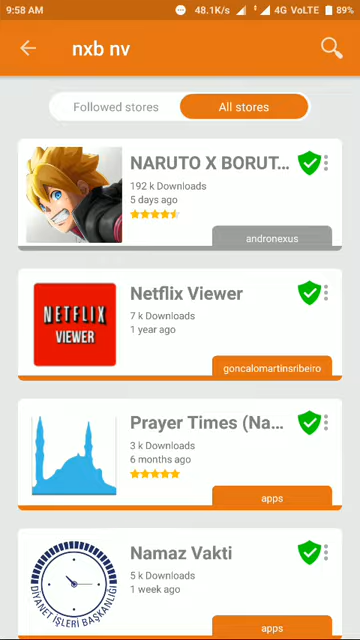 9:58 AM 48.1K/s 4G VoLTE 89%
nxb nv
Followed stores All stores
NARUTO X BORUT...
192 k Downloads
5 days ago
andronexus
NETFLIX
VIEWER
Netflix Viewer
7 k Downloads
1 year ago
goncalomartinsribeiro
Prayer Times (Na...
3 k Downloads
6 months ago
apps
DİYANET İŞLERİ BAŞKANLIĞI
Namaz Vakti
5 k Downloads
1 week ago
apps